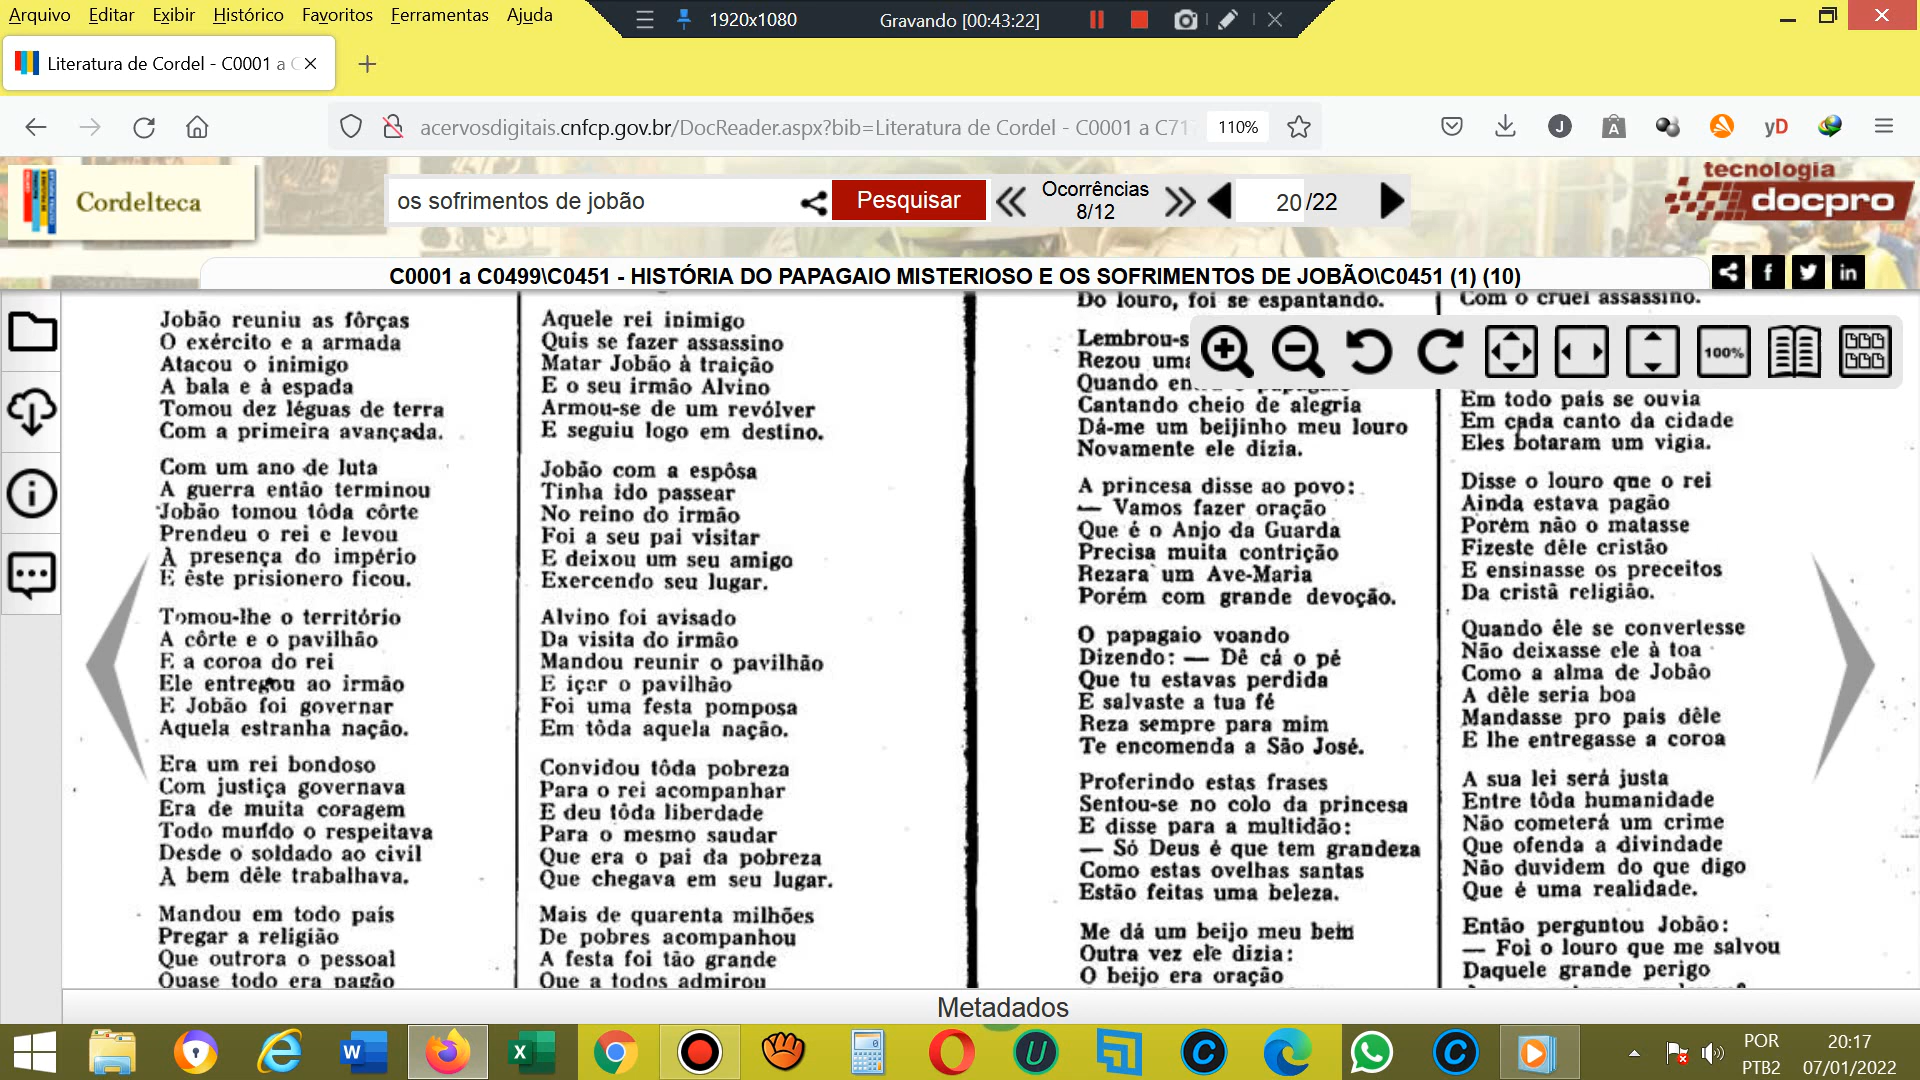 Arquivo Editar Exibir Histórico Favoritos Ferramentas Ajuda
1920x1080
Gravando [00:43:22]
Literatura de Cordel - C0001 a C
acervosdigitais.cnfcp.gov.br/DocReader.aspx?bib=Literatura de Cordel - C0001 a C717
110%
Cordelteca
os sofrimentos de jobão
Pesquisar
Ocorrências
8/12
20 /22
tecnologia
docpro
C0001 a C0499\C0451 - HISTÓRIA DO PAPAGAIO MISTERIOSO E OS SOFRIMENTOS DE JOBÃO\C0451 (1) (10)
Jobão reuniu as fôrças
O exército e a armada
Atacou o inimigo
A bala e à espada
Tomou dez léguas de terra
Com a primeira avançada.
Com um ano de luta
A guerra então terminou
Jobão tomou tôda côrte
Prendeu o rei e levou
À presença do império
E êste prisionero ficou.
Tomou-lhe o território
A côrte e o pavilhão
E a coroa do rei
Ele entregou ao irmão
E Jobão foi governar
Aquela estranha nação.
Era um rei bondoso
Com justiça governava
Era de muita coragem
Todo mundo o respeitava
Desde o soldado ao civil
A bem dêle trabalhava.
Mandou em todo país
Pregar a religião
Que outrora o pessoal
Quase todo era pagão
Aquele rei inimigo
Quis se fazer assassino
Matar Jobão à traição
E o seu irmão Alvino
Armou-se de um revólver
E seguiu logo em destino.
Jobão com a espôsa
Tinha ido passear
No reino do irmão
Foi a seu pai visitar
E deixou um seu amigo
Exercendo seu lugar.
Alvino foi avisado
Da visita do irmão
Mandou reunir o pavilhão
E içar o pavilhão
Foi uma festa pomposa
Em tôda aquela nação.
Convidou tôda pobreza
Para o rei acompanhar
E deu tôda liberdade
Para o mesmo saudar
Que era o pai da pobreza
Que chegava em seu lugar.
Mais de quarenta milhões
De pobres acompanhou
A festa foi tão grande
Que a todos admirou
Do louro, foi se espantando.
Lembrou-s
Rezou uma
Quando en
Cantando cheio de alegria
Dá-me um beijinho meu louro
Novamente ele dizia.
A princesa disse ao povo:
— Vamos fazer oração
Que é o Anjo da Guarda
Precisa muita contrição
Rezara um Ave-Maria
Porém com grande devoção.
O papagaio voando
Dizendo: — Dê cá o pé
Que tu estavas perdida
E salvaste a tua fé
Reza sempre para mim
Te encomenda a São José.
Proferindo estas frases
Sentou-se no colo da princesa
E disse para a multidão:
— Só Deus é que tem grandeza
Como estas ovelhas santas
Estão feitas uma beleza.
Me dá um beijo meu bem
Outra vez ele dizia:
O beijo era oração
Com o cruel assassino.
Em todo país se ouvia
Em cada canto da cidade
Eles botaram um vigia.
Disse o louro que o rei
Ainda estava pagão
Porém não o matasse
Fizeste dêle cristão
E ensinasse os preceitos
Da cristã religião.
Quando êle se convertesse
Não deixasse ele à toa
Como a alma de Jobão
A dêle seria boa
Mandasse pro país dêle
E lhe entregasse a coroa
A sua lei será justa
Entre tôda humanidade
Não cometerá um crime
Que ofenda a divindade
Não duvidem do que digo
Que é uma realidade.
Então perguntou Jobão:
— Foi o louro que me salvou
Daquele grande perigo
100%
Metadados
POR
PTB2
20:17
07/01/2022